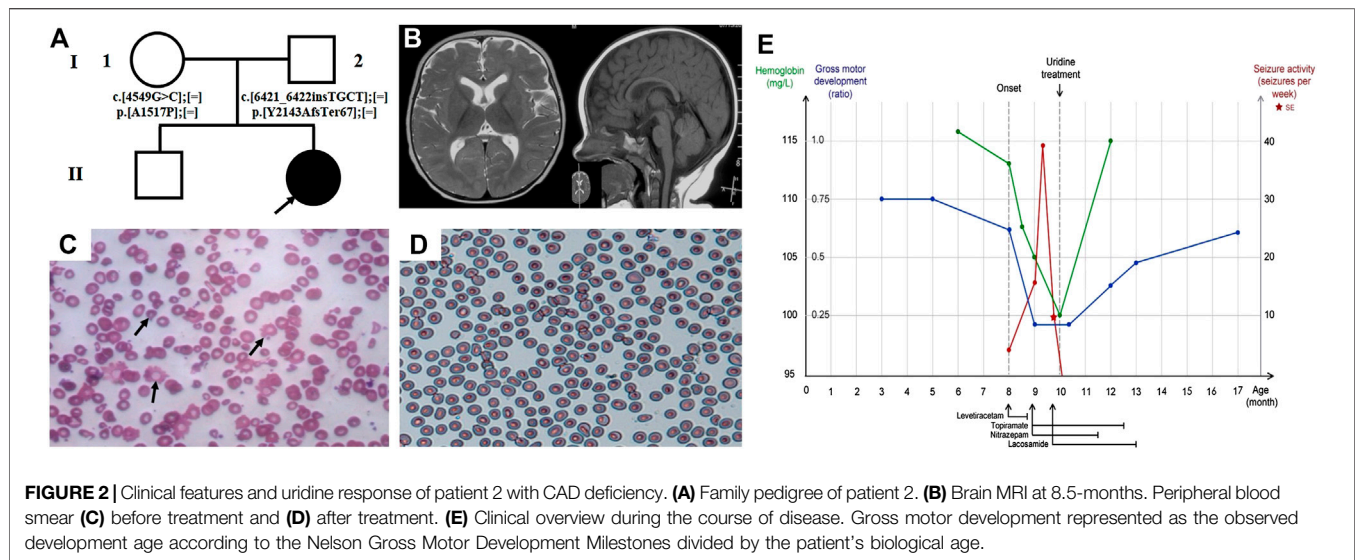 A
I
1
2
c.[4549G>C];[=]
p.[A1517P];[=]
c.[6421_6422insTGCT];[=]
p.[Y2143AfsTer67];[=]
II
B
C
D
E
Hemoglobin
(mg/L)
Gross motor
development
(ratio)
Onset
Uridine
treatment
Seizure activity
(seizures per
week)
★ SE
115
110
105
100
95
1.0
0.75
0.5
0.25
40
30
20
10
0 1 2 3 4 5 6 7 8 9 10 11 12 13 14 15 16 17 Age
(month)
Levetiracetam
Topiramate
Nitrazepam
Lacosamide
FIGURE 2 | Clinical features and uridine response of patient 2 with CAD deficiency. (A) Family pedigree of patient 2. (B) Brain MRI at 8.5-months. Peripheral blood
smear (C) before treatment and (D) after treatment. (E) Clinical overview during the course of disease. Gross motor development represented as the observed
development age according to the Nelson Gross Motor Development Milestones divided by the patient's biological age.